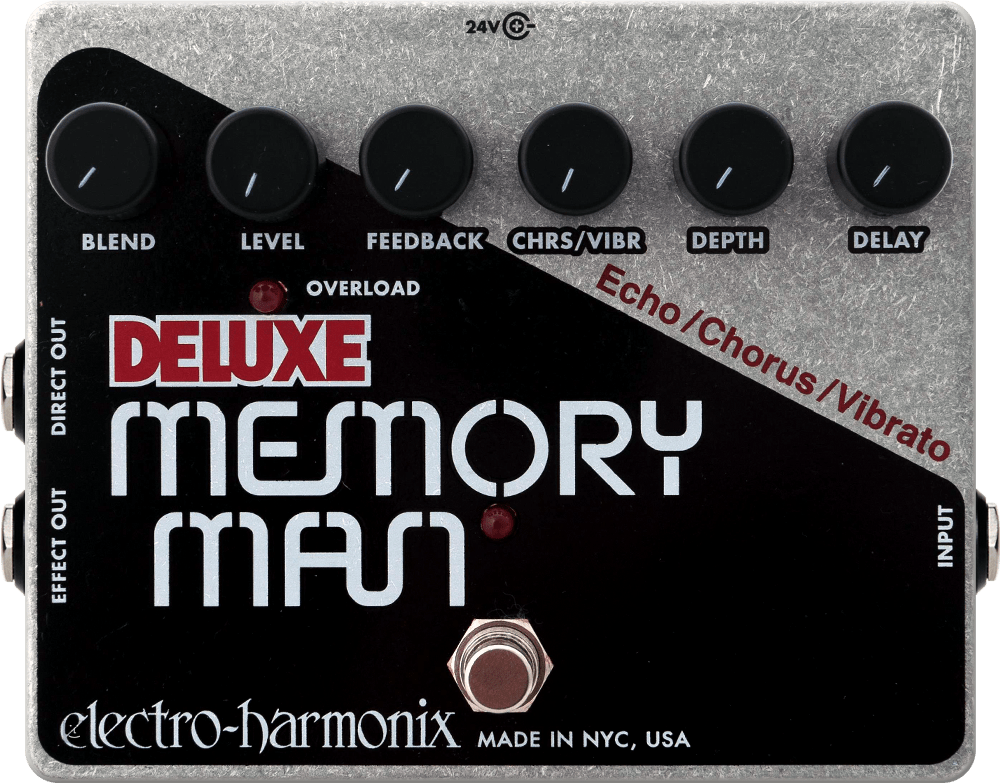 24V
BLEND LEVEL FEEDBACK CHRS/VIBR DEPTH DELAY
OVERLOAD
Echo/Chorus/Vibrato
DIRECT OUT
DELUXE
MEMORY
MAN
EFFECT OUT
INPUT
electro-harmonix
MADE IN NYC, USA